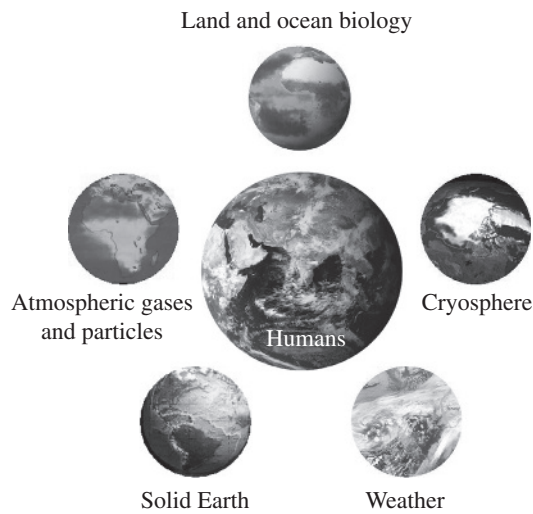 Land and ocean biology
Atmospheric gases
and particles
Cryosphere
Humans
Solid Earth
Weather